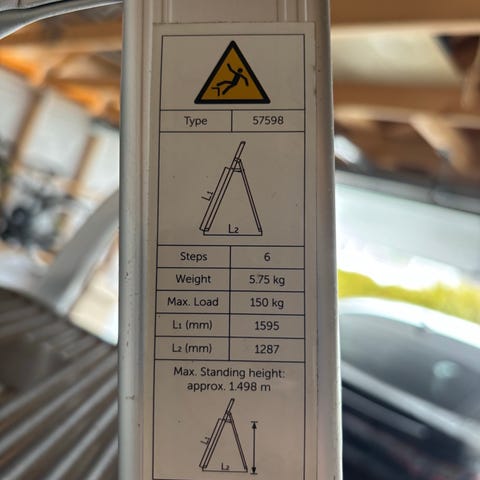 Type 57598
L1
L2
Steps 6
Weight 5.75 kg
Max. Load 150 kg
L1 (mm) 1595
L2 (mm) 1287
Max. Standing height:
approx. 1.498 m
L1
L2